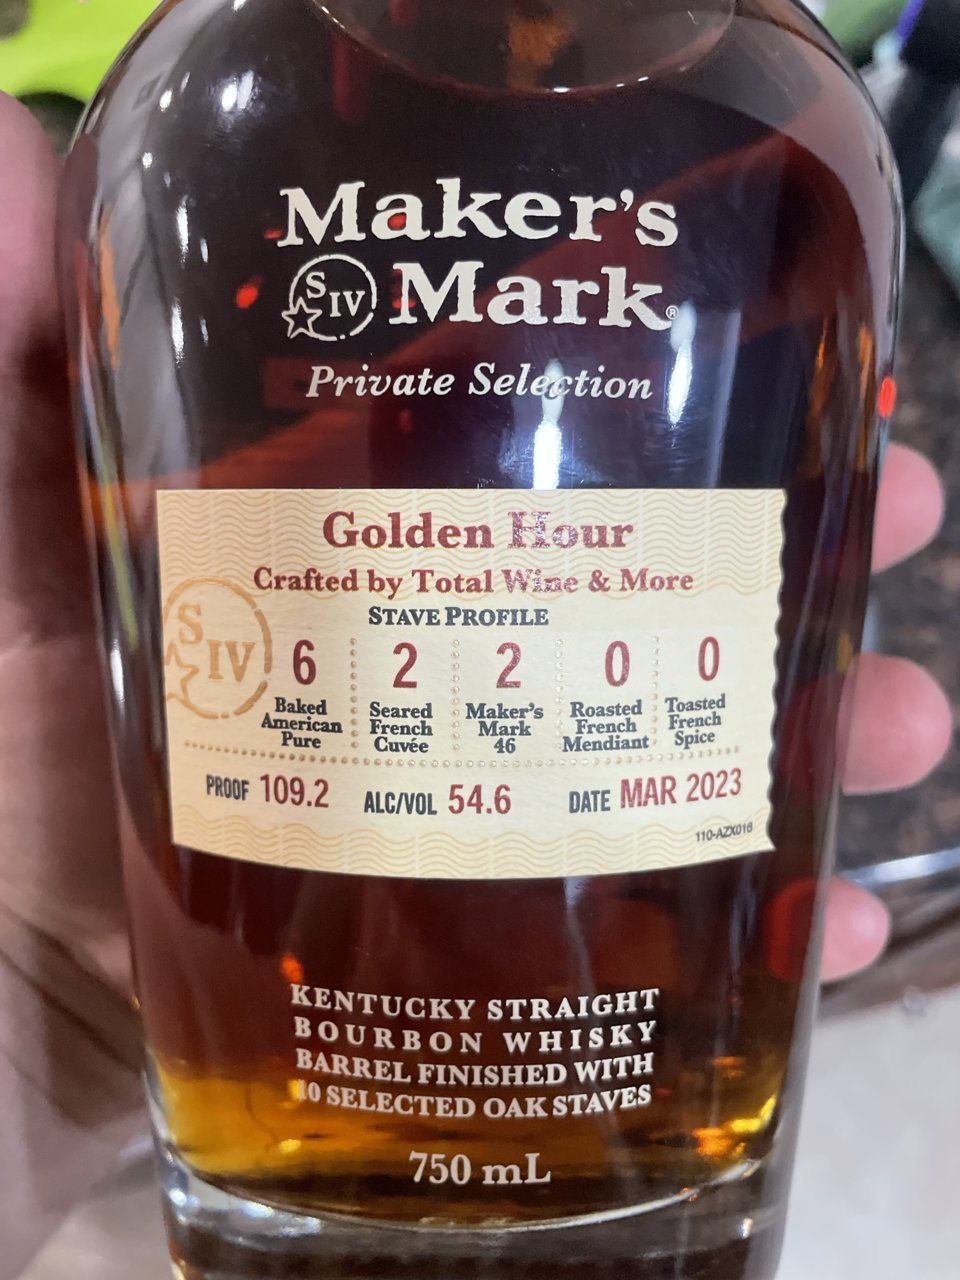 Maker's
S IV Mark®
Private Selection
Golden Hour
Crafted by Total Wine & More
STAVE PROFILE
S IV
6 2 2 0 0
Baked American Pure
Seared French Cuvée
Maker's Mark 46
Roasted French Mendiant
Toasted French Spice
PROOF 109.2 ALC/VOL 54.6 DATE MAR 2023
110-AZX016
KENTUCKY STRAIGHT
BOURBON WHISKY
BARREL FINISHED WITH
10 SELECTED OAK STAVES
750 mL